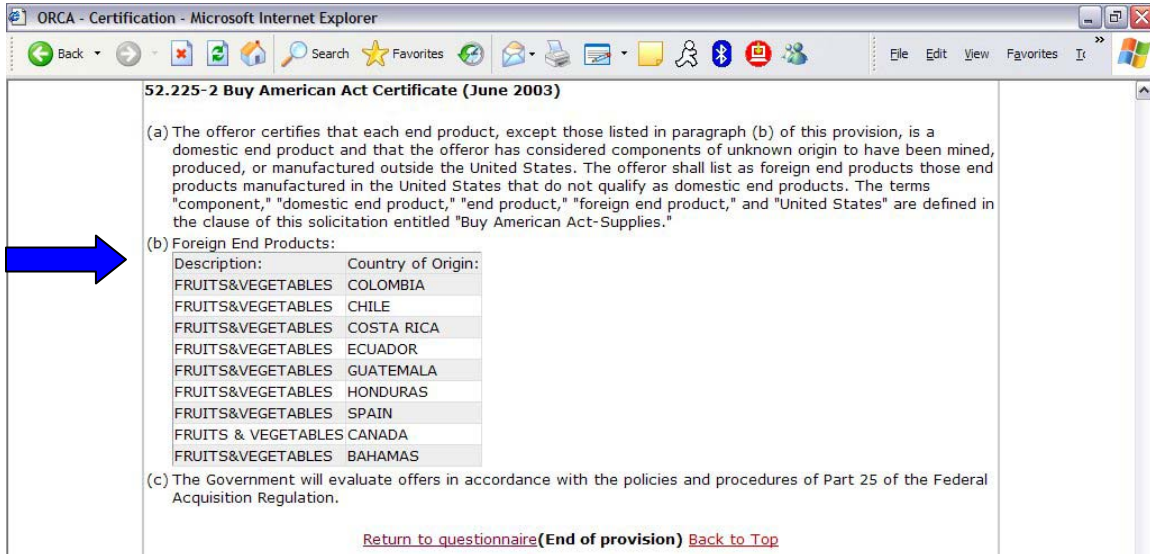 ORCA - Certification - Microsoft Internet Explorer
Back Search Favorites File Edit View Favorites »
52.225-2 Buy American Act Certificate (June 2003)
(a) The offeror certifies that each end product, except those listed in paragraph (b) of this provision, is a
domestic end product and that the offeror has considered components of unknown origin to have been mined,
produced, or manufactured outside the United States. The offeror shall list as foreign end products those end
products manufactured in the United States that do not qualify as domestic end products. The terms
"component," "domestic end product," "end product," "foreign end product," and "United States" are defined in
the clause of this solicitation entitled "Buy American Act-Supplies."
(b) Foreign End Products:
Description: Country of Origin:
FRUITS&VEGETABLES COLOMBIA
FRUITS&VEGETABLES CHILE
FRUITS&VEGETABLES COSTA RICA
FRUITS&VEGETABLES ECUADOR
FRUITS&VEGETABLES GUATEMALA
FRUITS&VEGETABLES HONDURAS
FRUITS&VEGETABLES SPAIN
FRUITS & VEGETABLES CANADA
FRUITS&VEGETABLES BAHAMAS
(c) The Government will evaluate offers in accordance with the policies and procedures of Part 25 of the Federal
Acquisition Regulation.
Return to questionnaire(End of provision) Back to Top